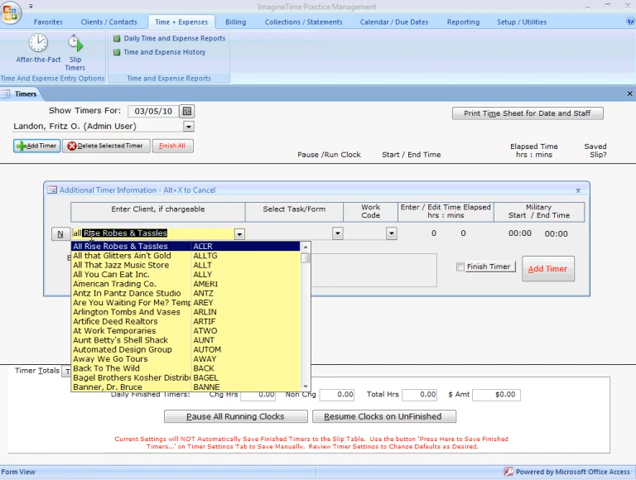 ImagineTime Practice Management
Favorites Clients / Contacts Time + Expenses Billing Collections / Statements Calendar / Due Dates Reporting Setup / Utilities
After-the-Fact
Slip
Timers
Daily Time and Expense Reports
Time and Expense History
Time And Expense Entry Options
Time and Expense Reports
Timers
Show Timers For: 03/05/10
Print Time Sheet for Date and Staff
Landon, Fritz O. (Admin User)
Add Timer
Delete Selected Timer
Finish All
Pause /Run Clock
Start / End Time
Elapsed Time
hrs : mins
Saved
Slip?
Additional Timer Information - Alt+X to Cancel
Enter Client, if chargeable
Select Task/Form
Work
Code
Enter / Edit Time Elapsed
hrs : mins
Military
Start / End Time
N
all Rise Robes & Tassles
0 0 00:00 00:00
All Rise Robes & Tassles ACCR
All that Glitters Ain't Gold ALLTG
All That Jazz Music Store ALLT
All You Can Eat Inc. ALLY
American Trading Co. AMERI
Antz In Pantz Dance Studio ANTZ
Are You Waiting For Me? Temp AREY
Arlington Tombs And Vases ARLIN
Artifice Deed Realtors ARTIF
At Work Temporaries ATWO
Aunt Betty's Shell Shack AUNT
Automated Design Group AUTOM
Away We Go Tours AWAY
Back To The Wild BACK
Bagel Brothers Kosher Distrib BAGEL
Banner, Dr. Bruce BANNE
Finish Timer
Add Timer
Timer Totals
Daily Finished Timers: Chg Hrs 0.00 Non Chg 0.00 Total Hrs 0.00 $ Amt $0.00
Pause All Running Clocks
Resume Clocks on UnFinished
Current Settings will NOT Automatically Save Finished Timers to the Slip Table. Use the button 'Press Here to Save Finished
Timers...' on Timer Settings Tab to Save Manually. Review Timer Settings to Change Defaults as Desired.
Form View
Powered by Microsoft Office Access